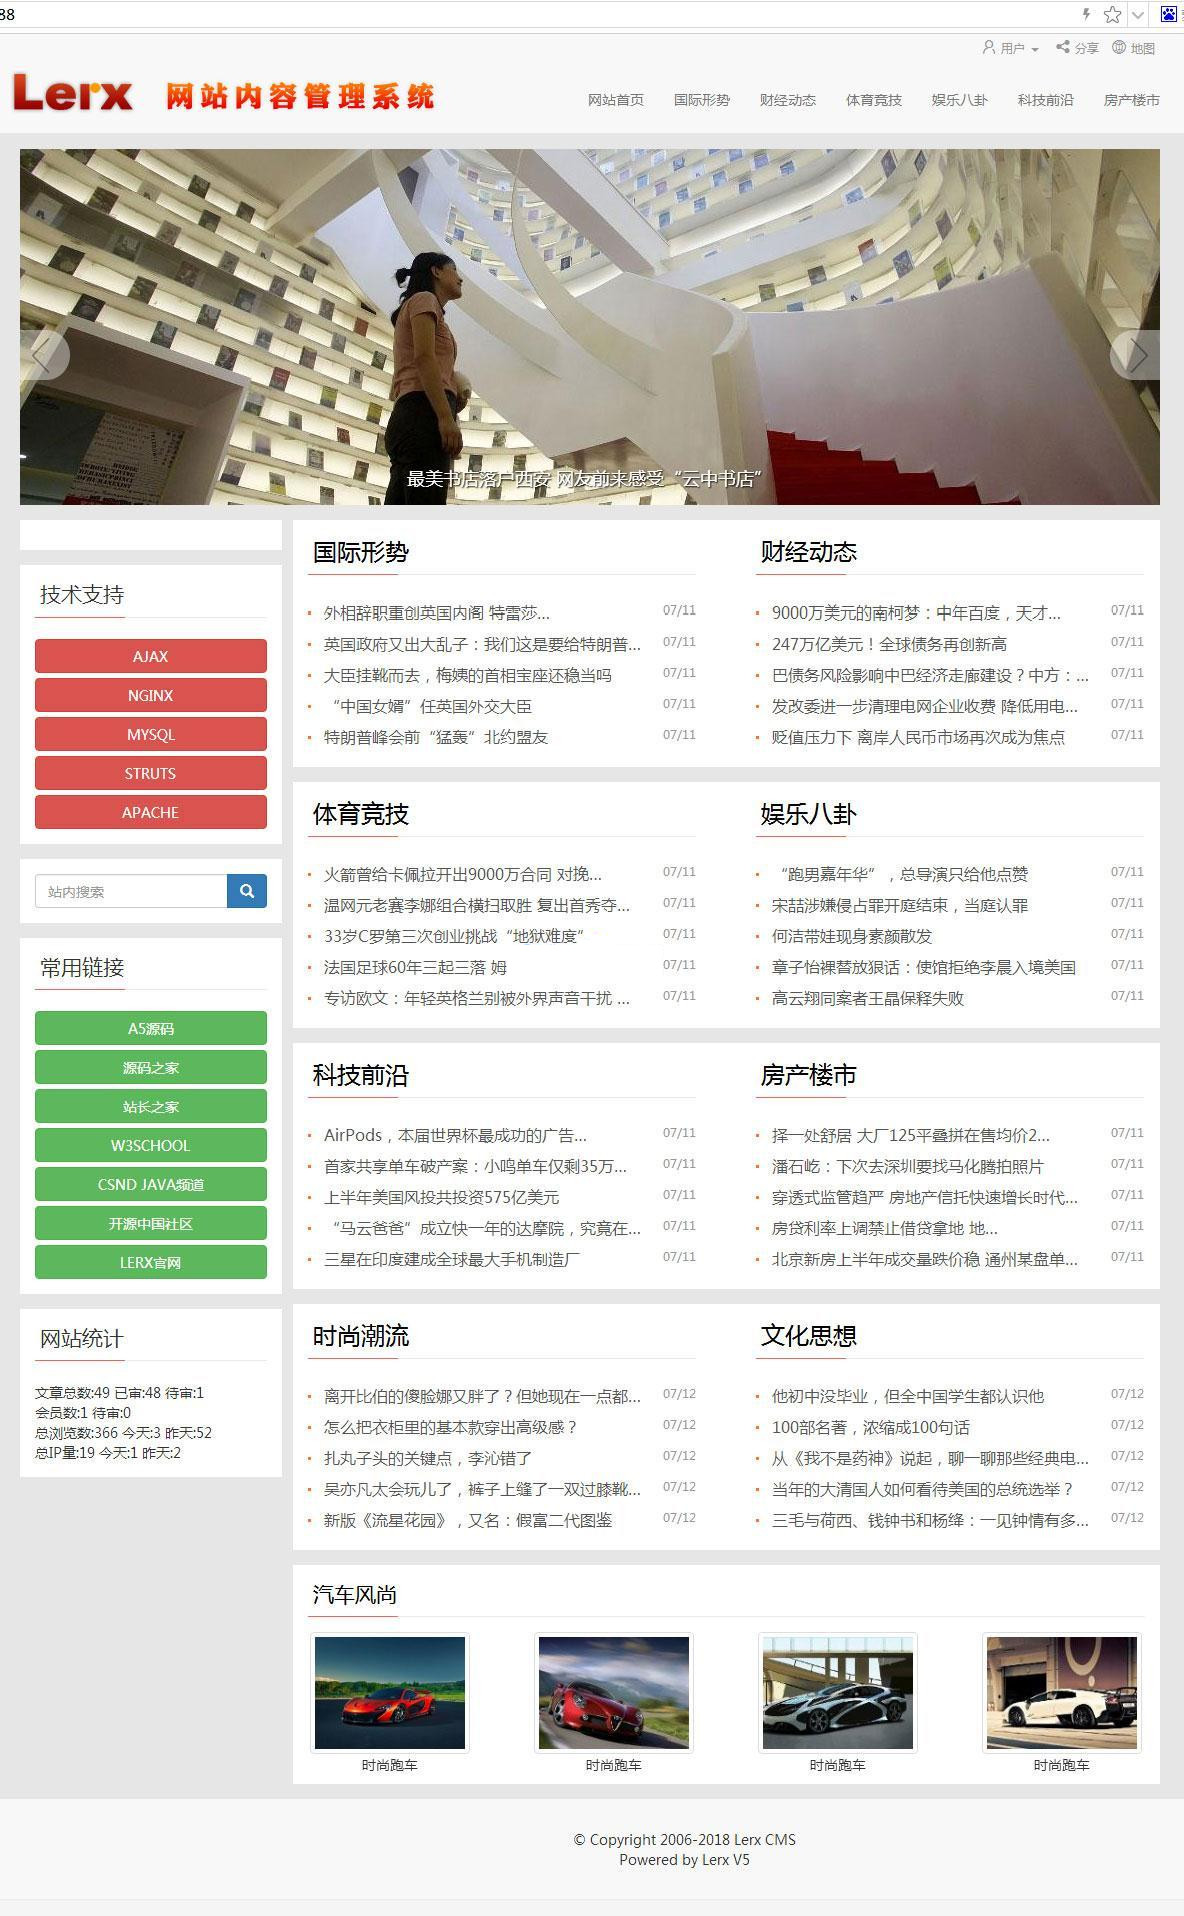 88
用户 分享 地图
Lerx 网站内容管理系统
网站首页 国际形势 财经动态 体育竞技 娱乐八卦 科技前沿 房产楼市
最美书店落户西安 网友前来感受“云中书店”
技术支持
AJAX
NGINX
MYSQL
STRUTS
APACHE
站内搜索
常用链接
A5源码
源码之家
站长之家
W3SCHOOL
CSND JAVA频道
开源中国社区
LERX官网
网站统计
文章总数:49 已审:48 待审:1
会员数:1 待审:0
总浏览数:366 今天:3 昨天:52
总IP量:19 今天:1 昨天:2
国际形势
外相辞职重创英国内阁 特雷莎... 07/11
英国政府又出大乱子：我们这是要给特朗普... 07/11
大臣挂靴而去，梅姨的首相宝座还稳当吗 07/11
“中国女婿”任英国外交大臣 07/11
特朗普峰会前“猛轰”北约盟友 07/11
财经动态
9000万美元的南柯梦：中年百度，天才... 07/11
247万亿美元！全球债务再创新高 07/11
巴债务风险影响中巴经济走廊建设？中方：... 07/11
发改委进一步清理电网企业收费 降低用电... 07/11
贬值压力下 离岸人民币市场再次成为焦点 07/11
体育竞技
火箭曾给卡佩拉开出9000万合同 对挽... 07/11
温网元老赛李娜组合横扫取胜 复出首秀夺... 07/11
33岁C罗第三次创业挑战“地狱难度” 07/11
法国足球60年三起三落 姆 07/11
专访欧文：年轻英格兰别被外界声音干扰 ... 07/11
娱乐八卦
“跑男嘉年华”，总导演只给他点赞 07/11
宋喆涉嫌侵占罪开庭结束，当庭认罪 07/11
何洁带娃现身素颜散发 07/11
章子怡裸替放狠话：使馆拒绝李晨入境美国 07/11
高云翔同案者王晶保释失败 07/11
科技前沿
AirPods，本届世界杯最成功的广告... 07/11
首家共享单车破产案：小鸣单车仅剩35万... 07/11
上半年美国风投共投资575亿美元 07/11
“马云爸爸”成立快一年的达摩院，究竟在... 07/11
三星在印度建成全球最大手机制造厂 07/11
房产楼市
择一处舒居 大厂125平叠拼在售均价2... 07/11
潘石屹：下次去深圳要找马化腾拍照片 07/11
穿透式监管趋严 房地产信托快速增长时代... 07/11
房贷利率上调禁止借贷拿地 地... 07/11
北京新房上半年成交量跌价稳 通州某盘单... 07/11
时尚潮流
离开比伯的傻脸娜又胖了？但她现在一点都... 07/12
怎么把衣柜里的基本款穿出高级感？ 07/12
扎丸子头的关键点，李沁错了 07/12
吴亦凡太会玩儿了，裤子上缝了一双过膝靴... 07/12
新版《流星花园》，又名：假富二代图鉴 07/12
文化思想
他初中没毕业，但全中国学生都认识他 07/12
100部名著，浓缩成100句话 07/12
从《我不是药神》说起，聊一聊那些经典电... 07/12
当年的大清国人如何看待美国的总统选举？ 07/12
三毛与荷西、钱钟书和杨绛：一见钟情有多... 07/12
汽车风尚
时尚跑车 时尚跑车 时尚跑车 时尚跑车
© Copyright 2006-2018 Lerx CMS
Powered by Lerx V5